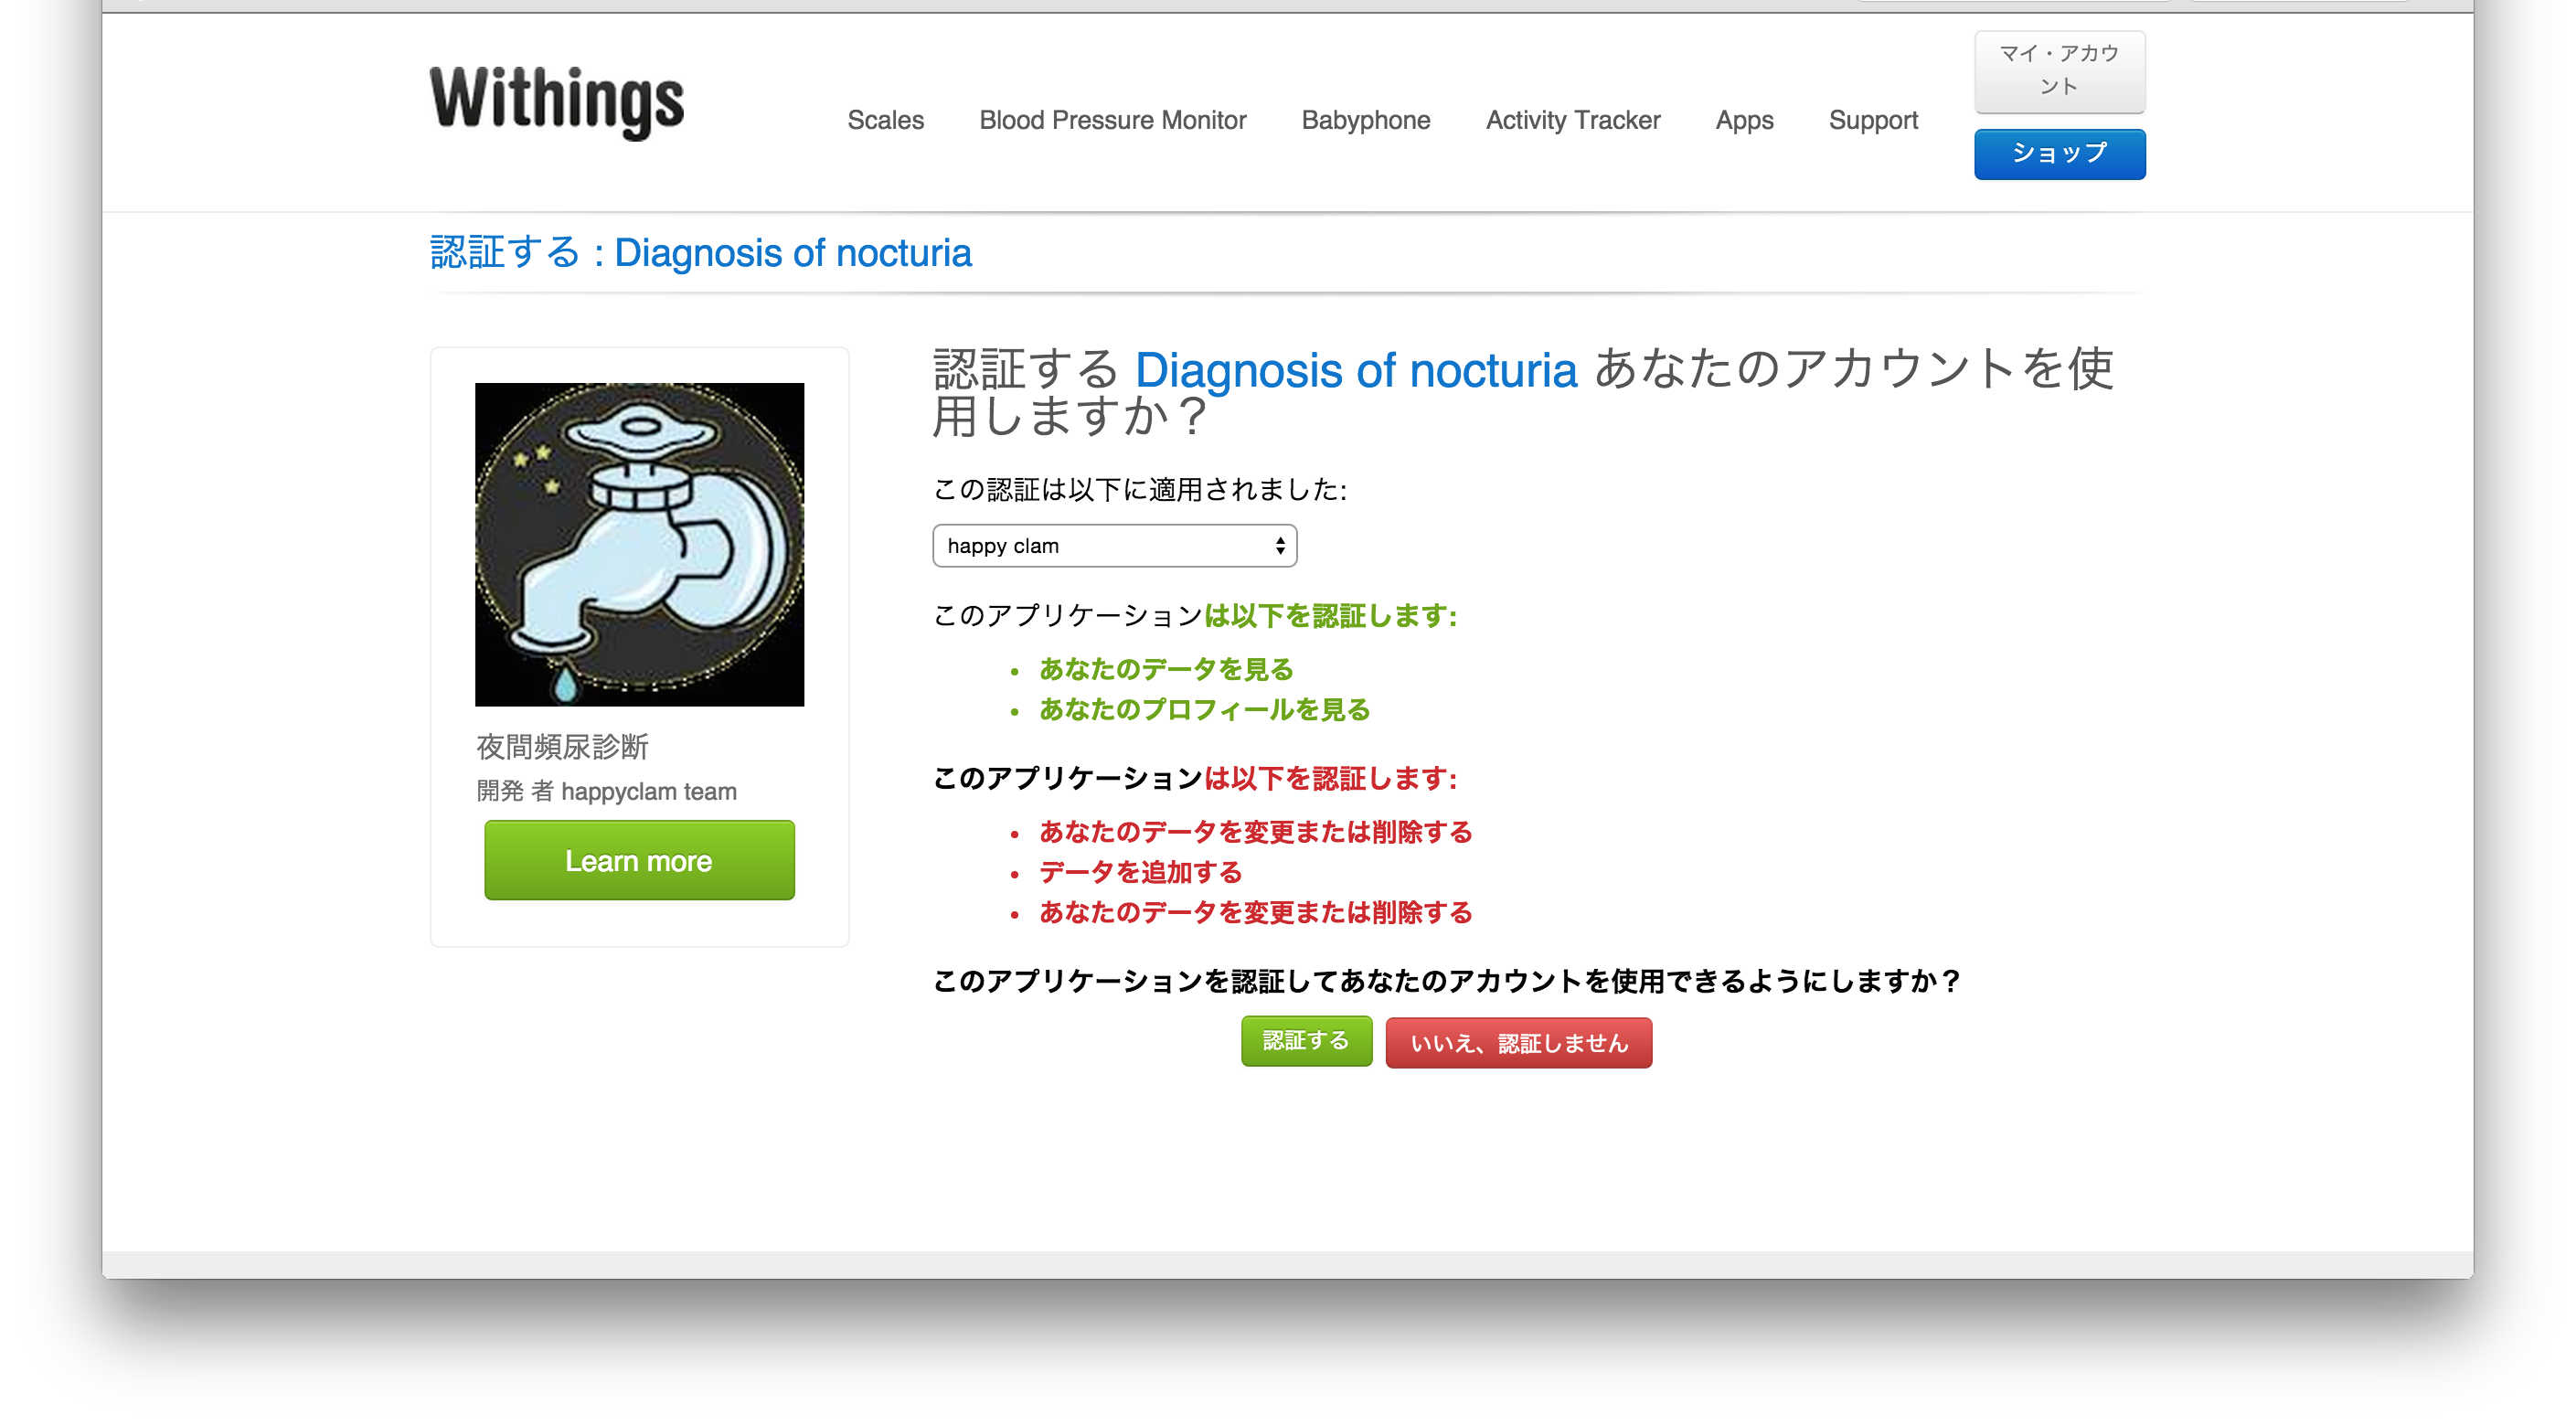 Withings
Scales
Blood Pressure Monitor
Babyphone
Activity Tracker
Apps
Support
マイ・アカウ
ント
ショップ
認証する : Diagnosis of nocturia
夜間頻尿診断
開発 者 happyclam team
Learn more
認証する Diagnosis of nocturia あなたのアカウントを使
用しますか？
この認証は以下に適用されました:
happy clam
このアプリケーションは以下を認証します:
• あなたのデータを見る
• あなたのプロフィールを見る
このアプリケーションは以下を認証します:
• あなたのデータを変更または削除する
• データを追加する
• あなたのデータを変更または削除する
このアプリケーションを認証してあなたのアカウントを使用できるようにしますか？
認証する
いいえ、認証しません